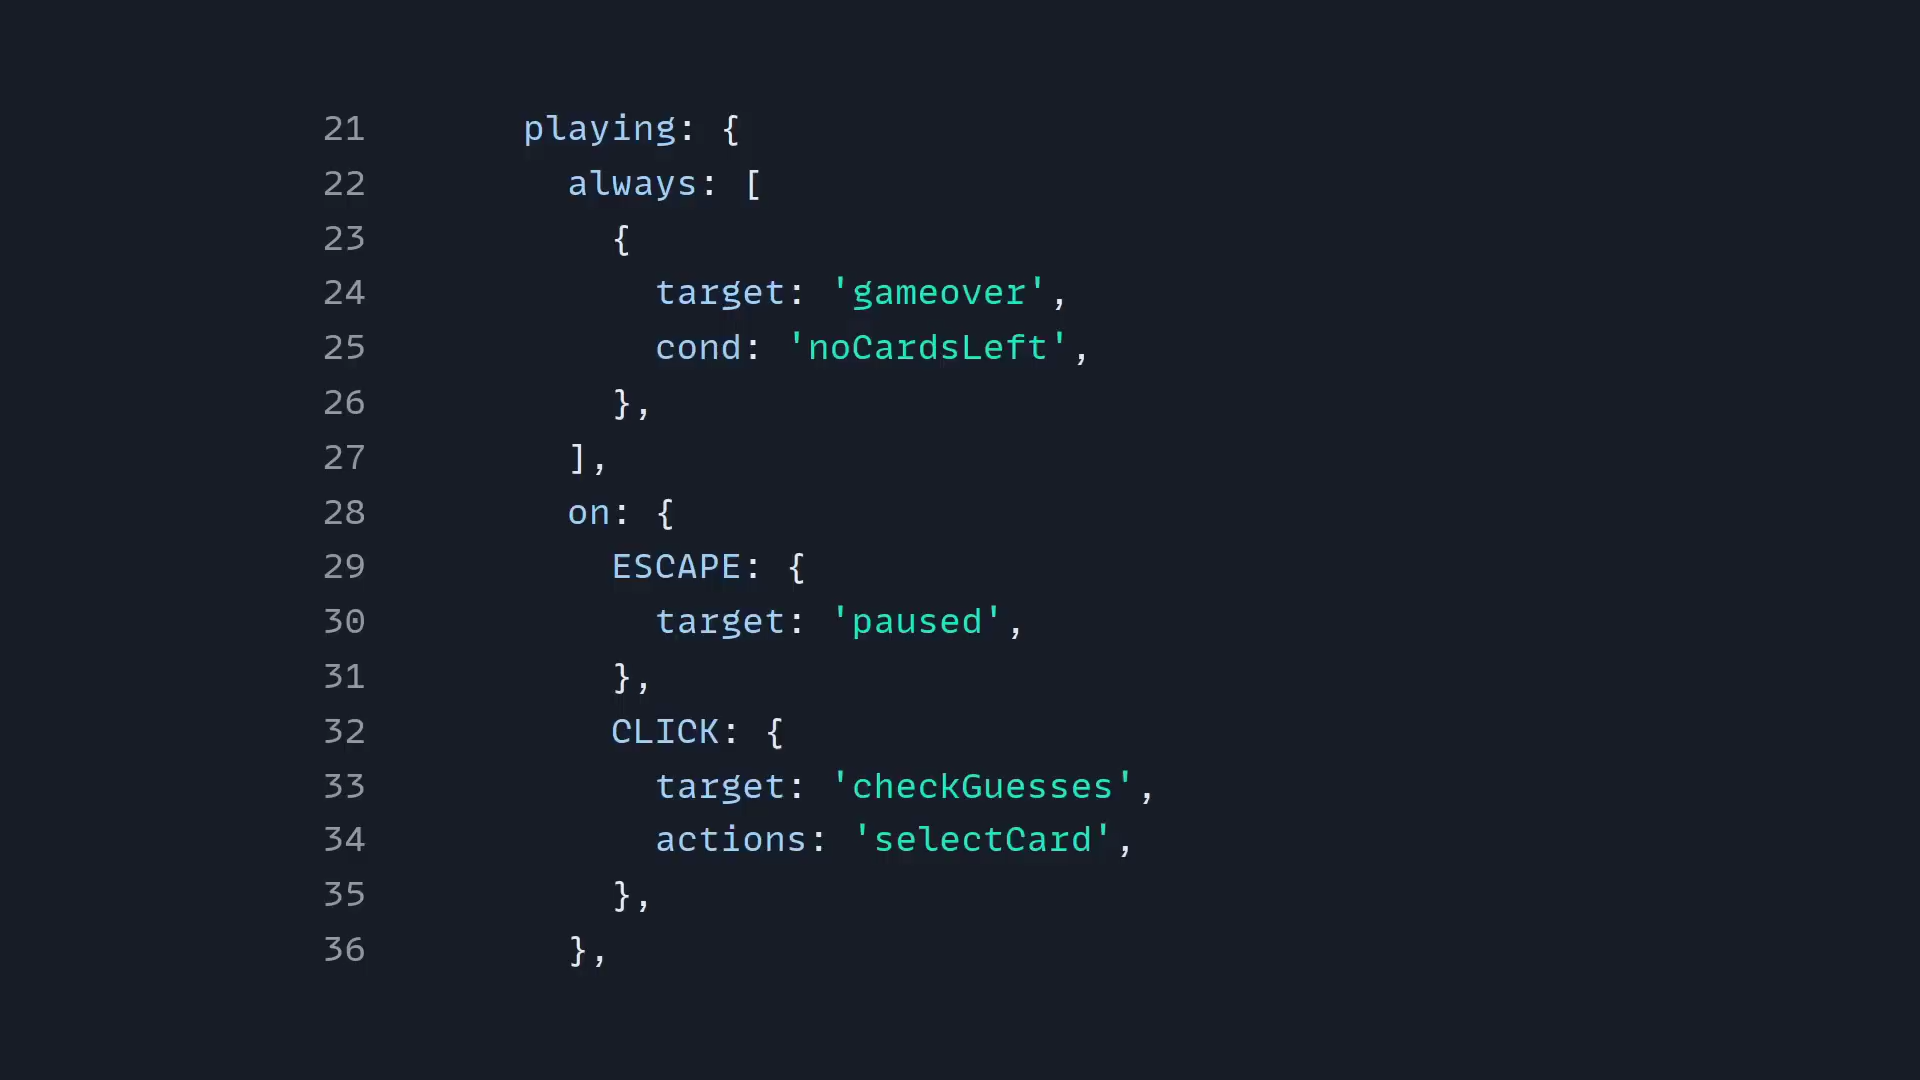 21 playing: {
22 always: [
23 {
24 target: 'gameover',
25 cond: 'noCardsLeft',
26 },
27 ],
28 on: {
29 ESCAPE: {
30 target: 'paused',
31 },
32 CLICK: {
33 target: 'checkGuesses',
34 actions: 'selectCard',
35 },
36 },